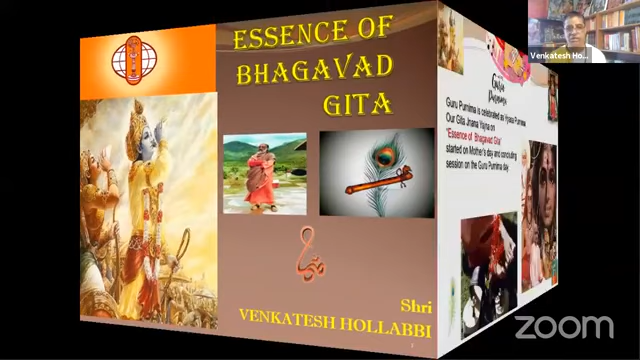 ESSENCE OF
BHAGAVAD
GITA
Shri
VENKATESH HOLLABBI
Guru
Purnima
Guru Purnima is celebrated as Vyasa Purnima
Our Gita Jnana Yajna on
"Essence of Bhagavad Gita"
started on Mother's day and concluding
session on the Guru Purnima day.
Venkatesh Ho...
zoom